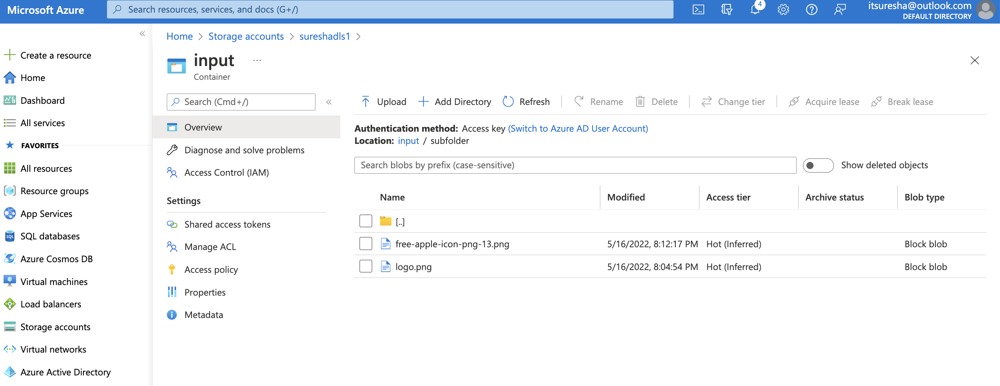 Microsoft Azure
Search resources, services, and docs (G+/)
4
itsuresha@outlook.com
DEFAULT DIRECTORY
Create a resource
Home
Dashboard
All services
FAVORITES
All resources
Resource groups
App Services
SQL
SQL databases
Azure Cosmos DB
Virtual machines
Load balancers
Storage accounts
Virtual networks
Azure Active Directory
Home > Storage accounts > sureshadls1 >
input ...
Container
Search (Cmd+/)
Overview
Diagnose and solve problems
Access Control (IAM)
Settings
Shared access tokens
Manage ACL
Access policy
Properties
Metadata
Upload Add Directory Refresh Rename Delete Change tier Acquire lease Break lease
Authentication method: Access key (Switch to Azure AD User Account)
Location: input / subfolder
Search blobs by prefix (case-sensitive)
Show deleted objects
Name Modified Access tier Archive status Blob type
[..]
free-apple-icon-png-13.png 5/16/2022, 8:12:17 PM Hot (Inferred) Block blob
logo.png 5/16/2022, 8:04:54 PM Hot (Inferred) Block blob